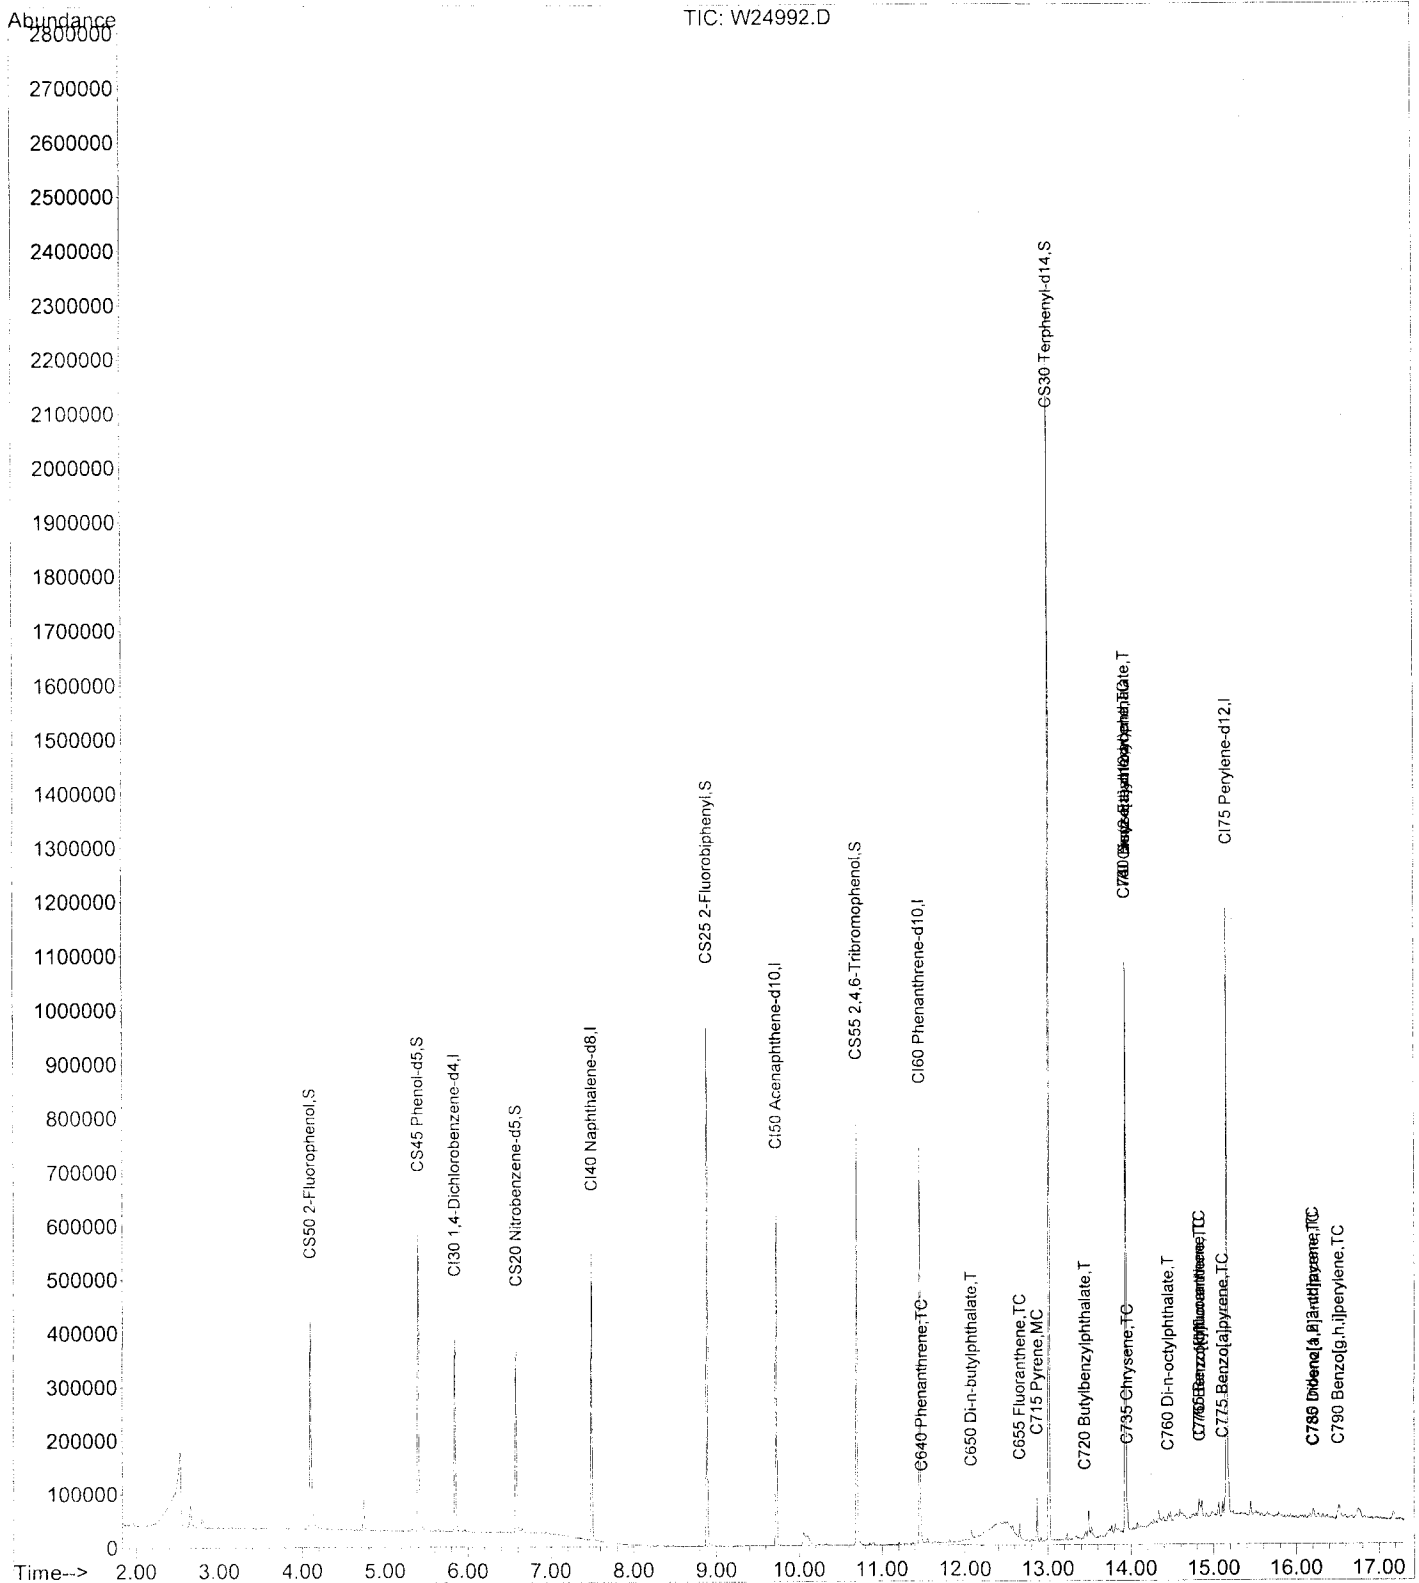 Abundance
TIC: W24992.D
2800000
2700000
2600000
2500000
2400000
2300000
2200000
2100000
2000000
1900000
1800000
1700000
1600000
1500000
1400000
1300000
1200000
1100000
1000000
900000
800000
700000
600000
500000
400000
300000
200000
100000
0
CS50 2-Fluorophenol,S
CS45 Phenol-d5,S
CI30 1,4-Dichlorobenzene-d4,I
CS20 Nitrobenzene-d5,S
CI40 Naphthalene-d8,I
CS25 2-Fluorobiphenyl,S
CI50 Acenaphthene-d10,I
CS55 2,4,6-Tribromophenol,S
CI60 Phenanthrene-d10,I
C640 Phenanthrene,TC
C650 Di-n-butylphthalate,T
C655 Fluoranthene,TC
C715 Pyrene,MC
CS30 Terphenyl-d14,S
C720 Butylbenzylphthalate,T
C735 Chrysene,TC
C760 Di-n-octylphthalate,T
C775 Benzo[a]pyrene,TC
CI75 Perylene-d12,I
C790 Benzo[g,h,i]perylene,TC
Time--> 2.00 3.00 4.00 5.00 6.00 7.00 8.00 9.00 10.00 11.00 12.00 13.00 14.00 15.00 16.00 17.00